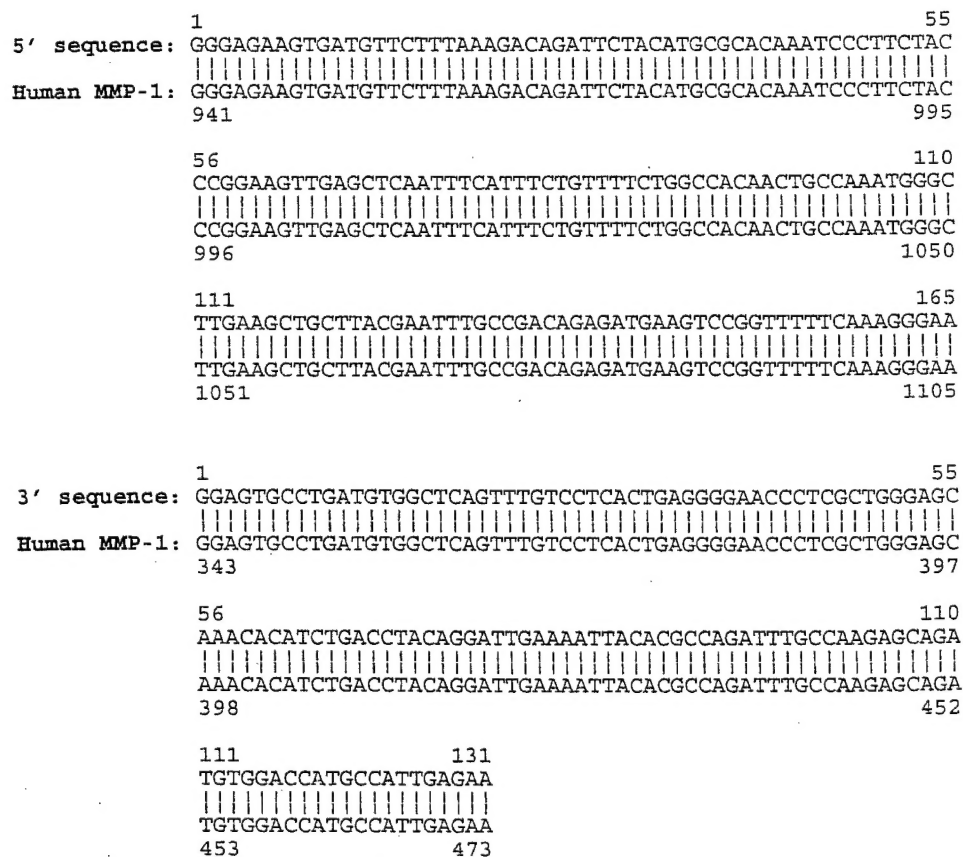 1 55
5' sequence: GGGAGAAGTGATGTTCTTTAAAGACAGATTCTACATGCGCACAAATCCCTTCTAC
Human MMP-1: GGGAGAAGTGATGTTCTTTAAAGACAGATTCTACATGCGCACAAATCCCTTCTAC
941 995
56 110
CCGGAAGTTGAGCTCAATTTCATTTCTGTTTTCTGGCCACAACTGCCAAATGGGC
CCGGAAGTTGAGCTCAATTTCATTTCTGTTTTCTGGCCACAACTGCCAAATGGGC
996 1050
111 165
TTGAAGCTGCTTACGAATTTGCCGACAGAGATGAAGTCCGGTTTTTCAAAGGGAA
TTGAAGCTGCTTACGAATTTGCCGACAGAGATGAAGTCCGGTTTTTCAAAGGGAA
1051 1105
1 55
3' sequence: GGAGTGCCTGATGTGGCTCAGTTTGTCCTCACTGAGGGGAACCCTCGCTGGGAGC
Human MMP-1: GGAGTGCCTGATGTGGCTCAGTTTGTCCTCACTGAGGGGAACCCTCGCTGGGAGC
343 397
56 110
AAACACATCTGACCTACAGGATTGAAAATTACACGCCAGATTTGCCAAGAGCAGA
AAACACATCTGACCTACAGGATTGAAAATTACACGCCAGATTTGCCAAGAGCAGA
398 452
111 131
TGTGGACCATGCCATTGAGAA
TGTGGACCATGCCATTGAGAA
453 473